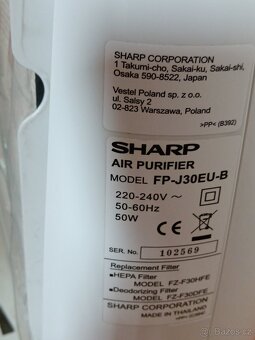 SHARP CORPORATION
1 Takumi-cho, Sakai-ku, Sakai-shi,
Osaka 590-8522, Japan
Vestel Poland sp. z o.o.
ul. Salsy 2
02-823 Warszawa, Poland
>PP< (B392)
SHARP
AIR PURIFIER
MODEL FP-J30EU-B
220-240V ~
50-60Hz
50W
SER. No. 102569
Replacement Filter
•HEPA Filter
MODEL FZ-F30HFE
•Deodorizing Filter
MODEL FZ-F30DFE
SHARP CORPORATION
MADE IN THAILAND